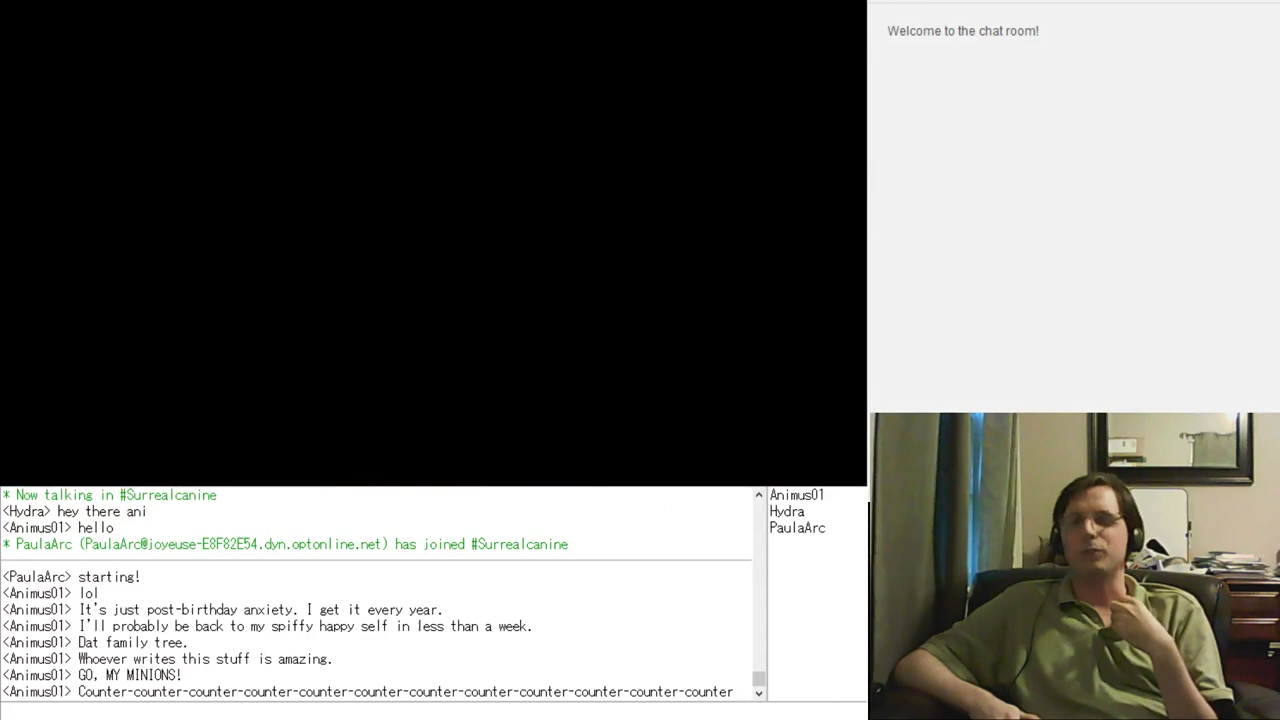 Welcome to the chat room!
* Now talking in #Surrealcanine
<Hydra> hey there ani
<Animus01> hello
* PaulaArc (PaulaArc@joyeuse-E8F82E54.dyn.optonline.net) has joined #Surrealcanine
<PaulaArc> starting!
<Animus01> lol
<Animus01> It's just post-birthday anxiety. I get it every year.
<Animus01> I'll probably be back to my spiffy happy self in less than a week.
<Animus01> Dat family tree.
<Animus01> Whoever writes this stuff is amazing.
<Animus01> GO, MY MINIONS!
<Animus01> Counter-counter-counter-counter-counter-counter-counter-counter-counter-counter-counter-counter
Animus01
Hydra
PaulaArc